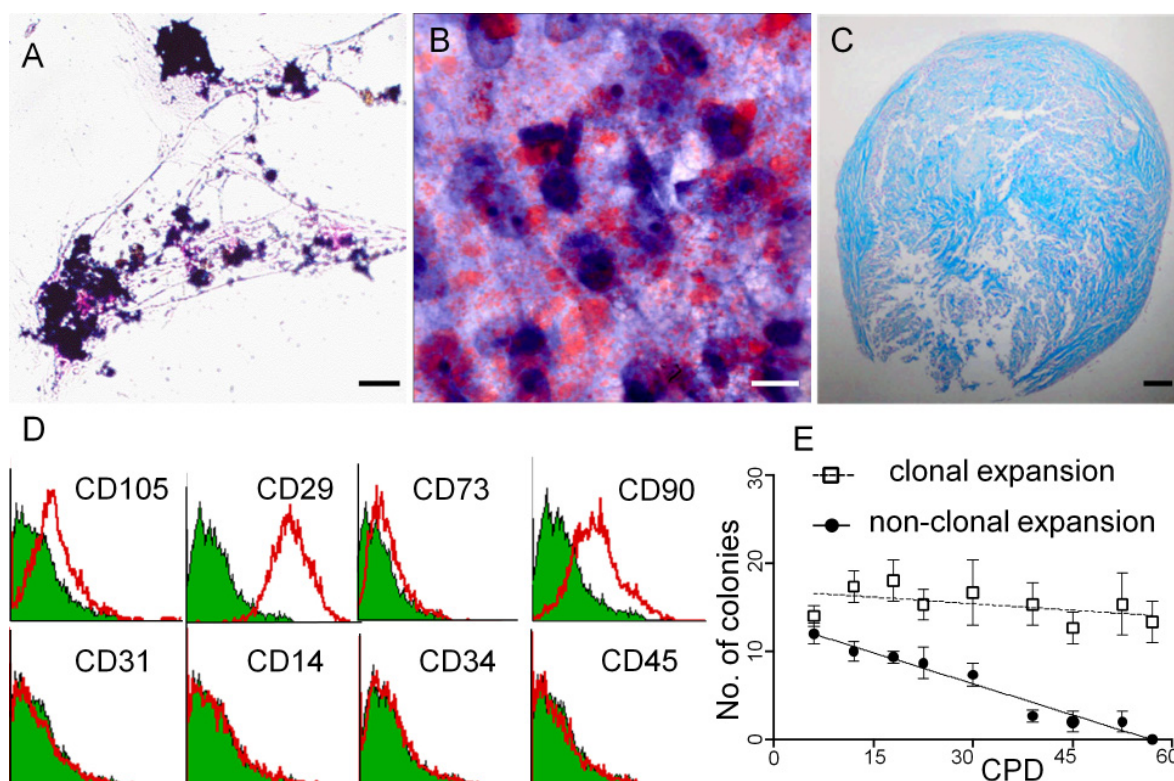 A
B
C
D
CD105
CD29
CD73
CD90
CD31
CD14
CD34
CD45
E
clonal expansion
non-clonal expansion
No. of colonies
30
20
10
0
0
15
30
45
60
CPD